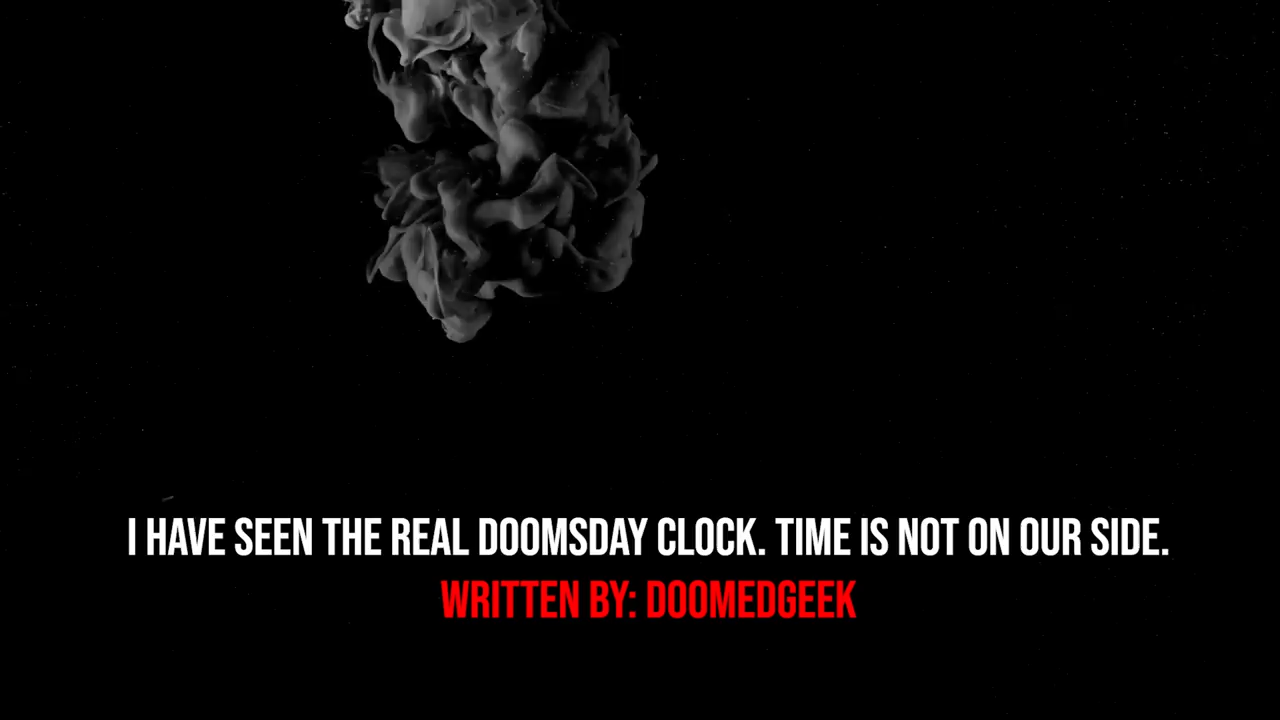 I HAVE SEEN THE REAL DOOMSDAY CLOCK. TIME IS NOT ON OUR SIDE.
WRITTEN BY: DOOMEDGEEK